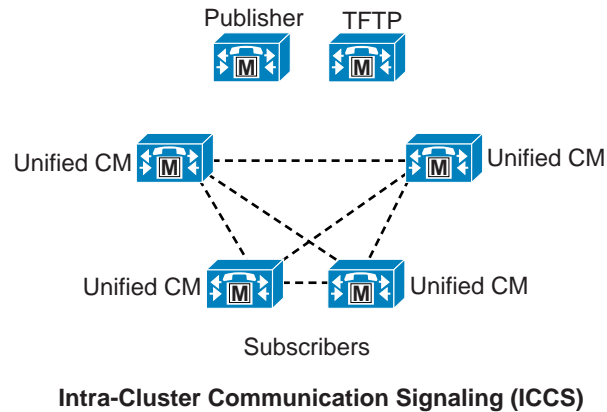 Publisher TFTP
M M
Unified CM M M Unified CM
Unified CM M M Unified CM
Subscribers
Intra-Cluster Communication Signaling (ICCS)